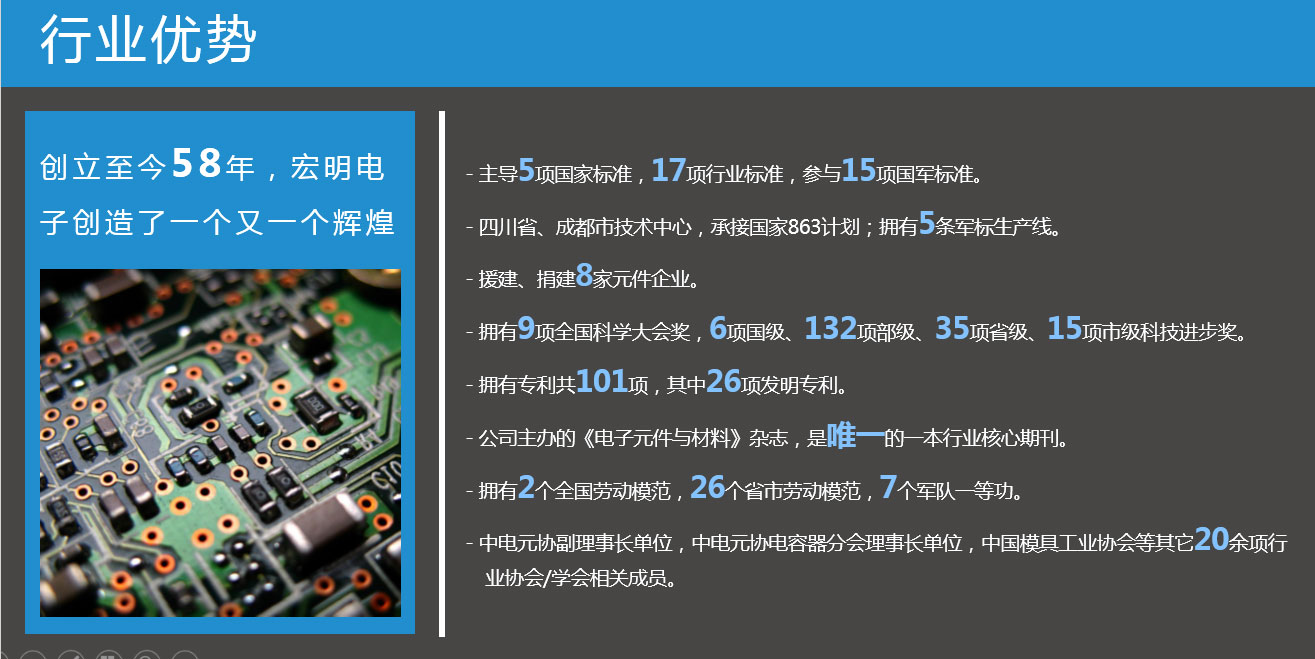 行业优势
创立至今58年，宏明电
子创造了一个又一个辉煌
- 主导5项国家标准，17项行业标准，参与15项国军标准。
- 四川省、成都市技术中心，承接国家863计划；拥有5条军标生产线。
- 援建、捐建8家元件企业。
- 拥有9项全国科学大会奖，6项国级、132项部级、35项省级、15项市级科技进步奖。
- 拥有专利共101项，其中26项发明专利。
- 公司主办的《电子元件与材料》杂志，是唯一的一本行业核心期刊。
- 拥有2个全国劳动模范，26个省市劳动模范，7个军队一等功。
- 中电元协副理事长单位，中电元协电容器分会理事长单位，中国模具工业协会等其它20余项行
业协会/学会相关成员。